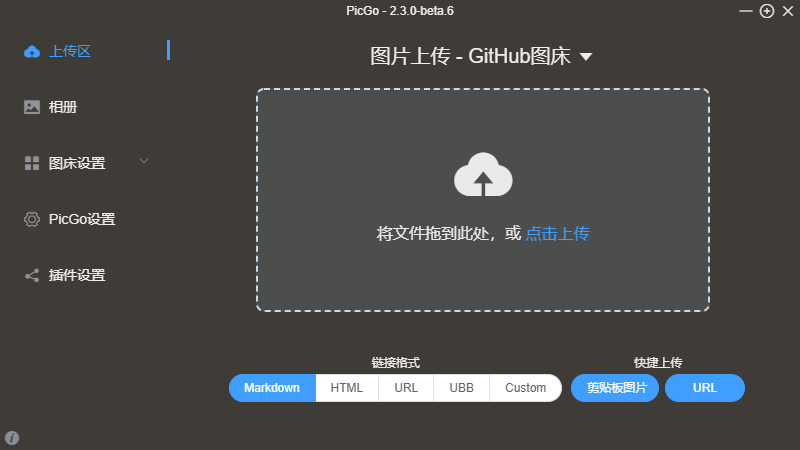 PicGo - 2.3.0-beta.6
上传区
相册
图床设置
PicGo设置
插件设置
图片上传 - GitHub图床
将文件拖到此处，或 点击上传
链接格式
Markdown HTML URL UBB Custom
快捷上传
剪贴板图片 URL